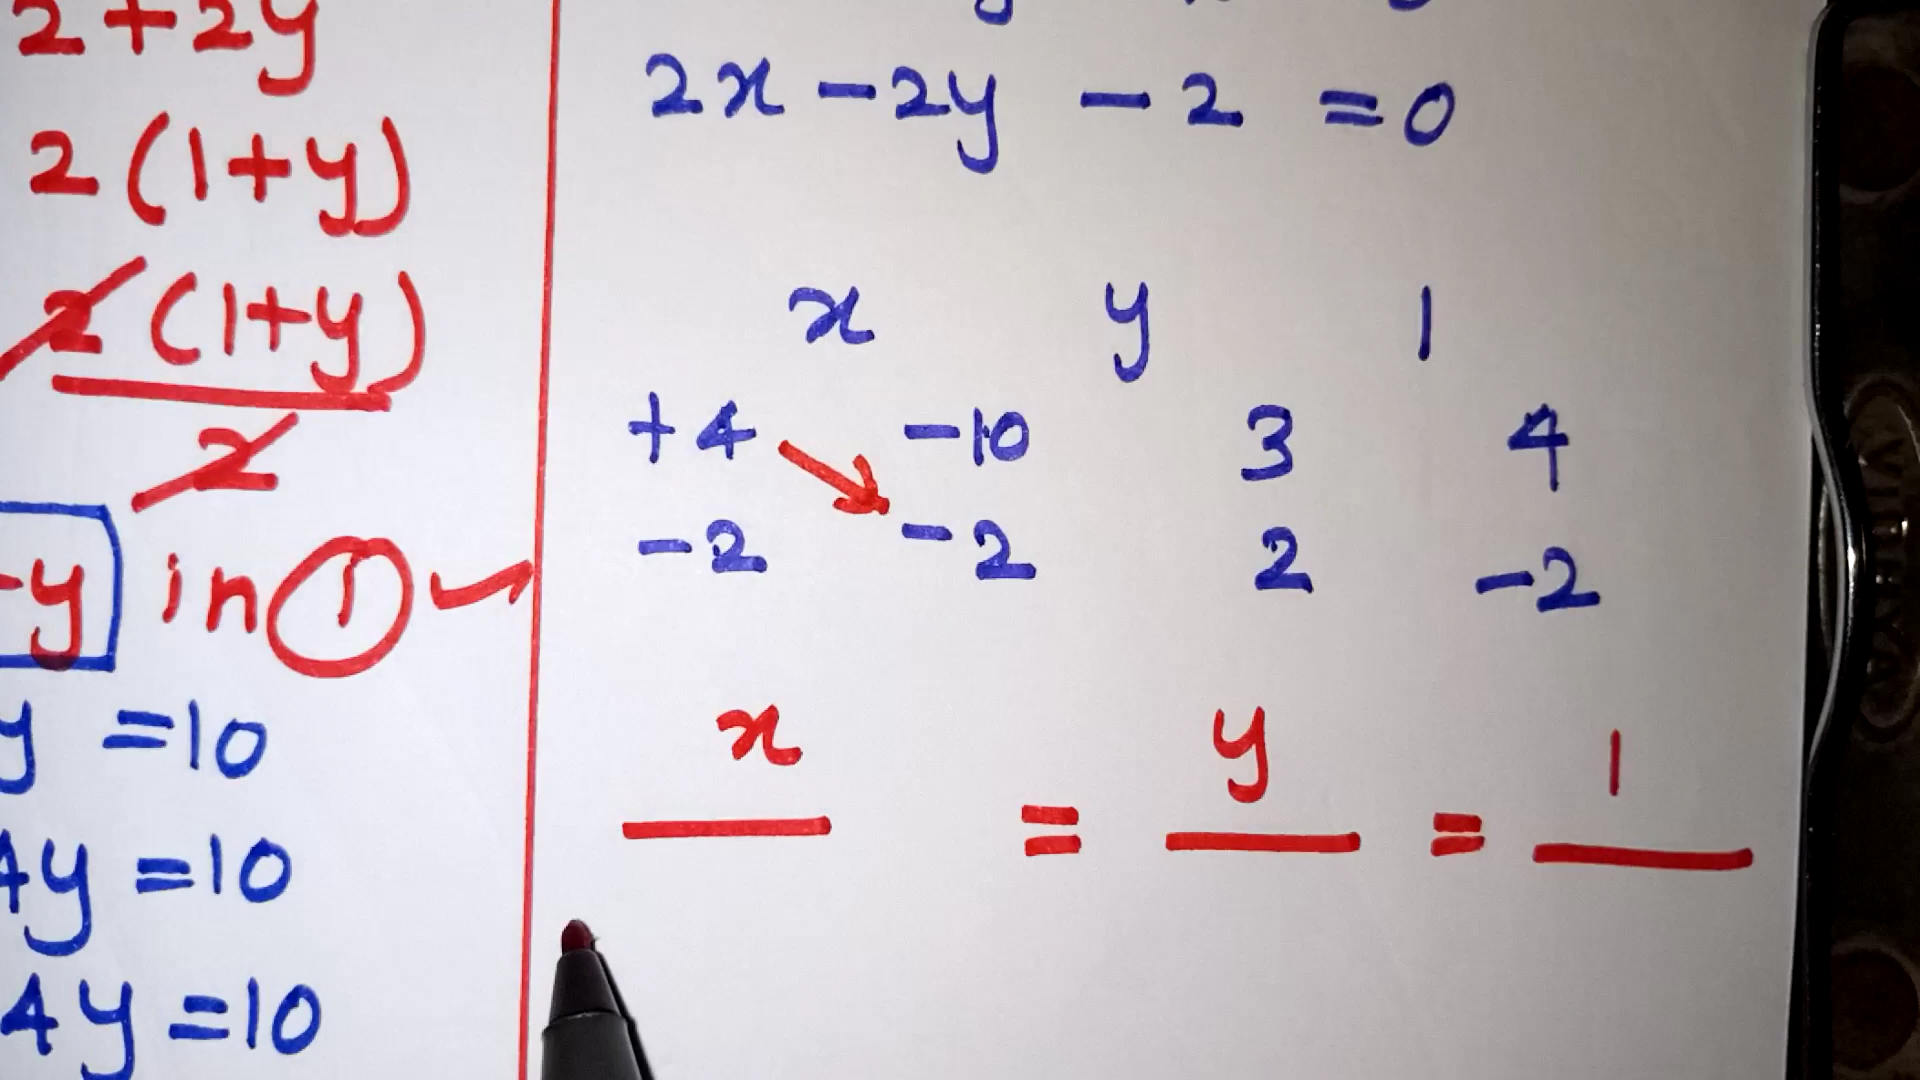 2+2y
2(1+y)
2(1+y)
2
-y in 1
y =10
4y =10
4y =10
2x -2y -2 =0
x y 1
+4 -10 3 4
-2 -2 2 -2
x = y = 1